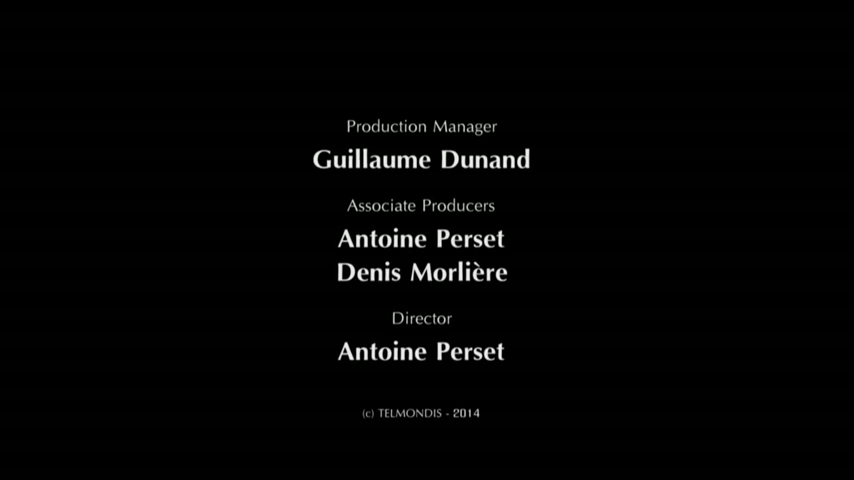 Production Manager
Guillaume Dunand
Associate Producers
Antoine Perset
Denis Morlière
Director
Antoine Perset
(c) TELMONDIS - 2014